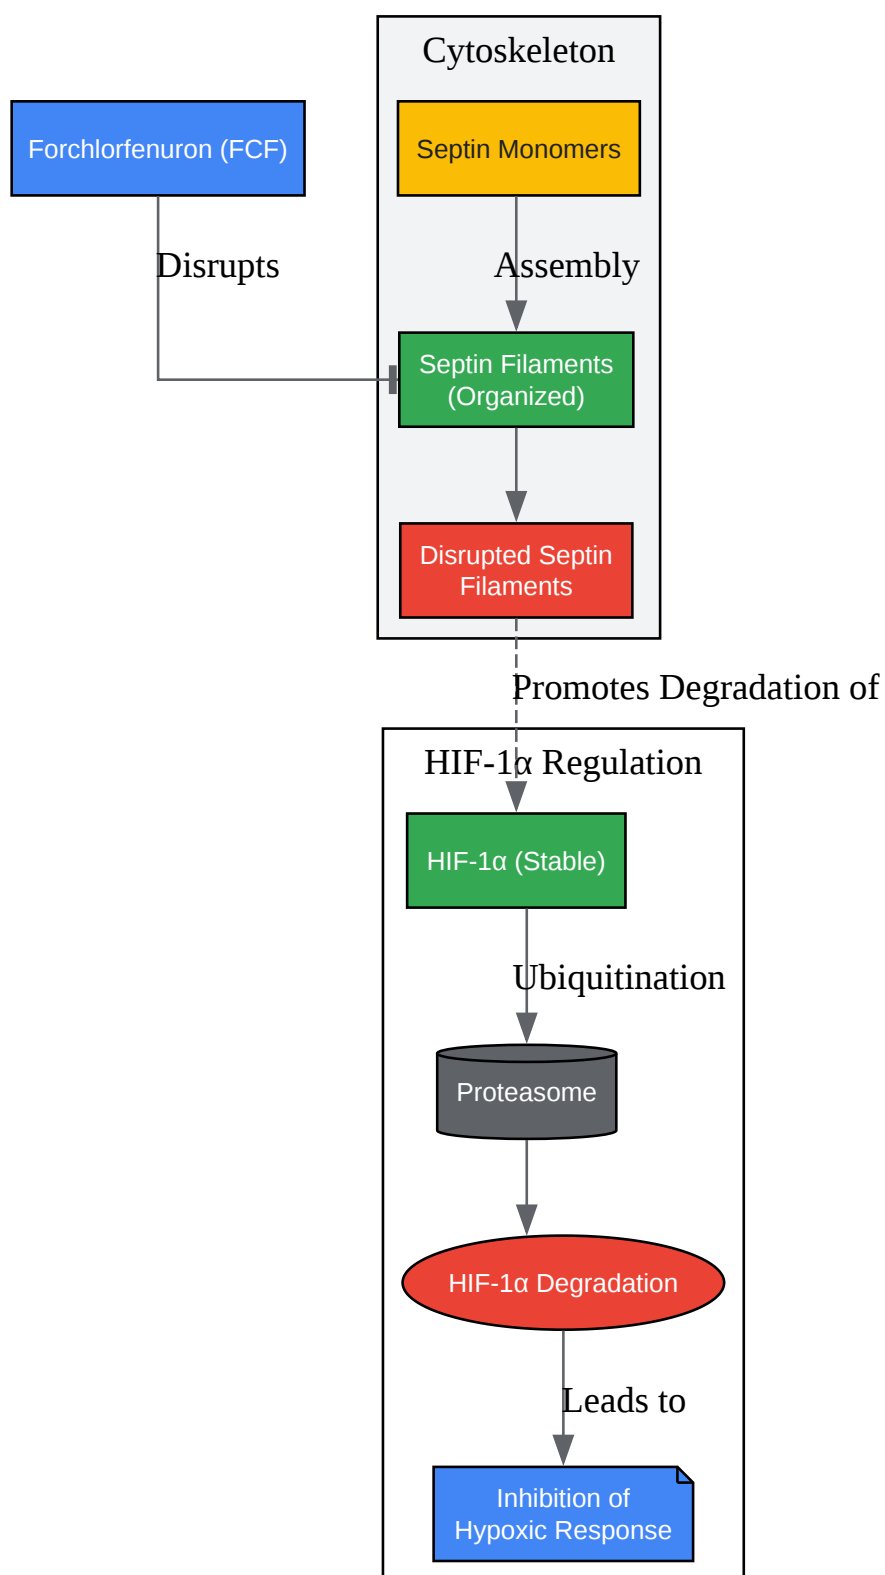 Cytoskeleton
Forchlorfenuron (FCF)
Septin Monomers
Disrupts
Assembly
Septin Filaments
(Organized)
Disrupted Septin
Filaments
Promotes Degradation of
HIF-1α Regulation
HIF-1α (Stable)
Ubiquitination
Proteasome
HIF-1α Degradation
Leads to
Inhibition of
Hypoxic Response